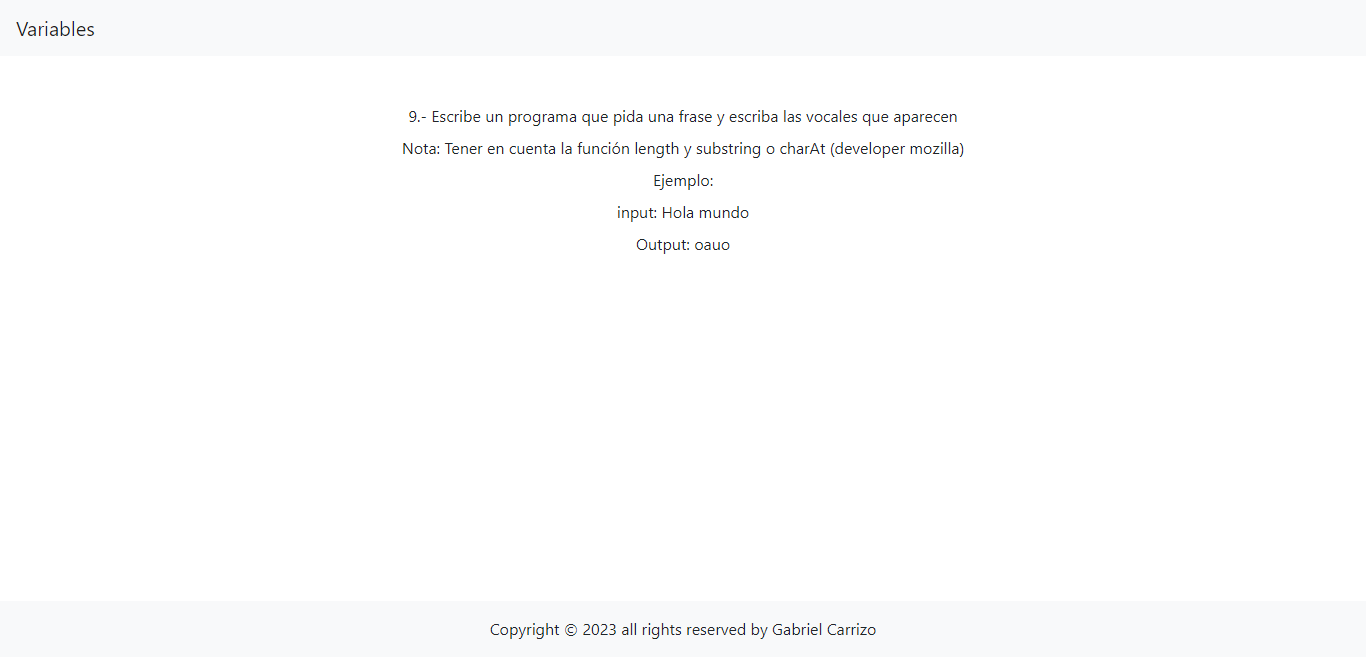 Variables
9.- Escribe un programa que pida una frase y escriba las vocales que aparecen
Nota: Tener en cuenta la función length y substring o charAt (developer mozilla)
Ejemplo:
input: Hola mundo
Output: oauo
Copyright © 2023 all rights reserved by Gabriel Carrizo